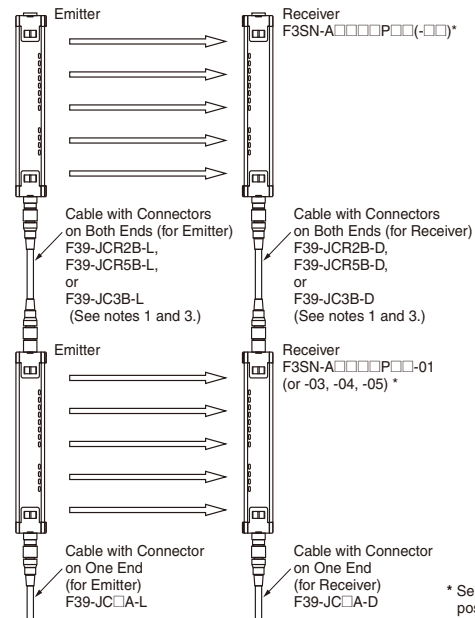 Emitter
Receiver
F3SN-A□□□□P□□(-□□)*
Cable with Connectors
on Both Ends (for Emitter)
F39-JCR2B-L,
F39-JCR5B-L,
or
F39-JC3B-L
(See notes 1 and 3.)
Cable with Connectors
on Both Ends (for Receiver)
F39-JCR2B-D,
F39-JCR5B-D,
or
F39-JC3B-D
(See notes 1 and 3.)
Emitter
Receiver
F3SN-A□□□□P□□-01
(or -03, -04, -05) *
Cable with Connector
on One End
(for Emitter)
F39-JC□A-L
Cable with Connector
on One End
(for Receiver)
F39-JC□A-D
* Se
pos